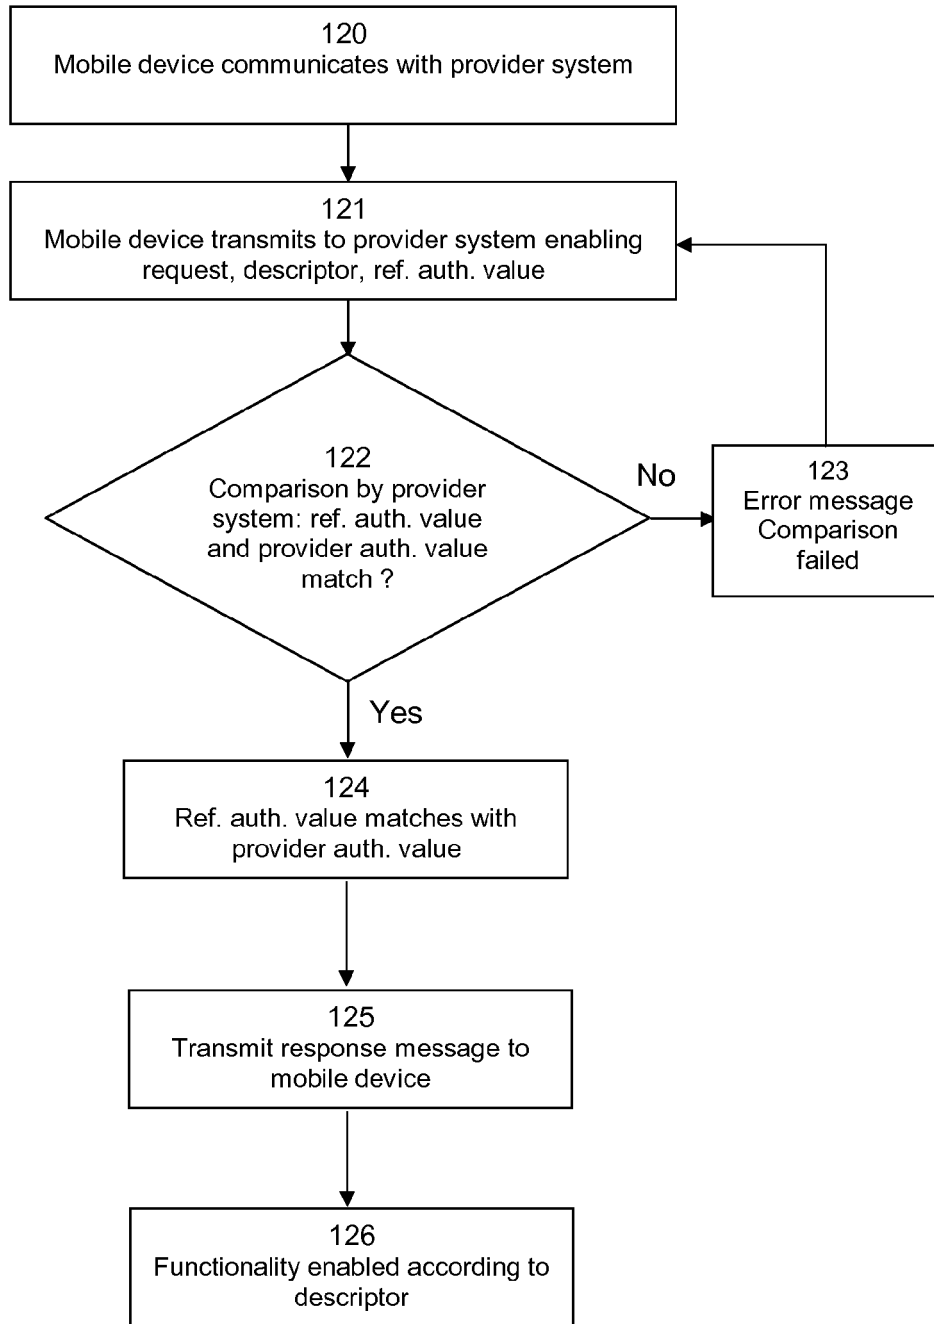 120
Mobile device communicates with provider system
121
Mobile device transmits to provider system enabling
request, descriptor, ref. auth. value
122
Comparison by provider
system: ref. auth. value
and provider auth. value
match ?
No
123
Error message
Comparison
failed
Yes
124
Ref. auth. value matches with
provider auth. value
125
Transmit response message to
mobile device
126
Functionality enabled according to
descriptor